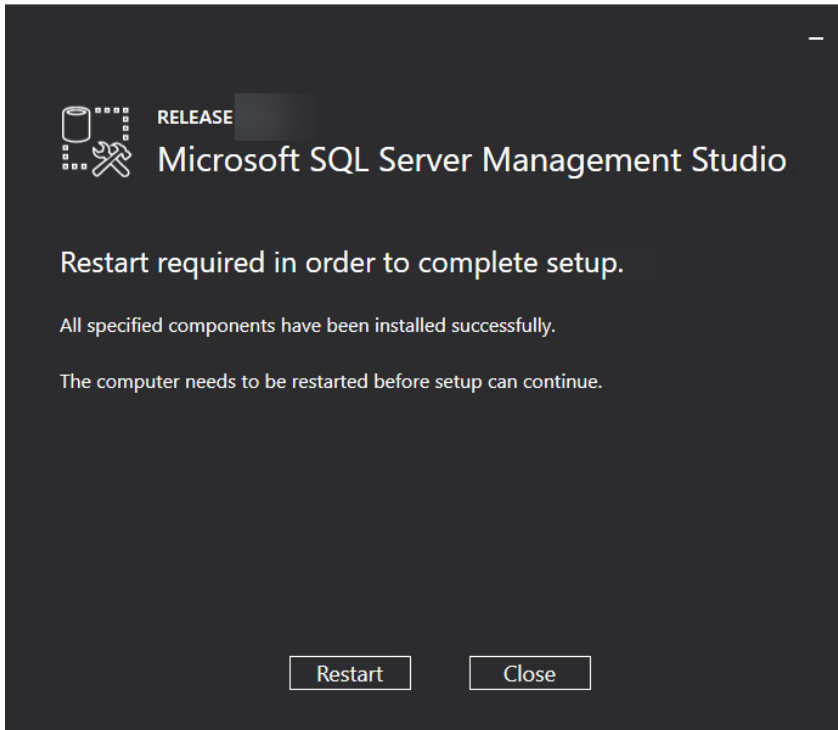 RELEASE
Microsoft SQL Server Management Studio
Restart required in order to complete setup.
All specified components have been installed successfully.
The computer needs to be restarted before setup can continue.
Restart Close